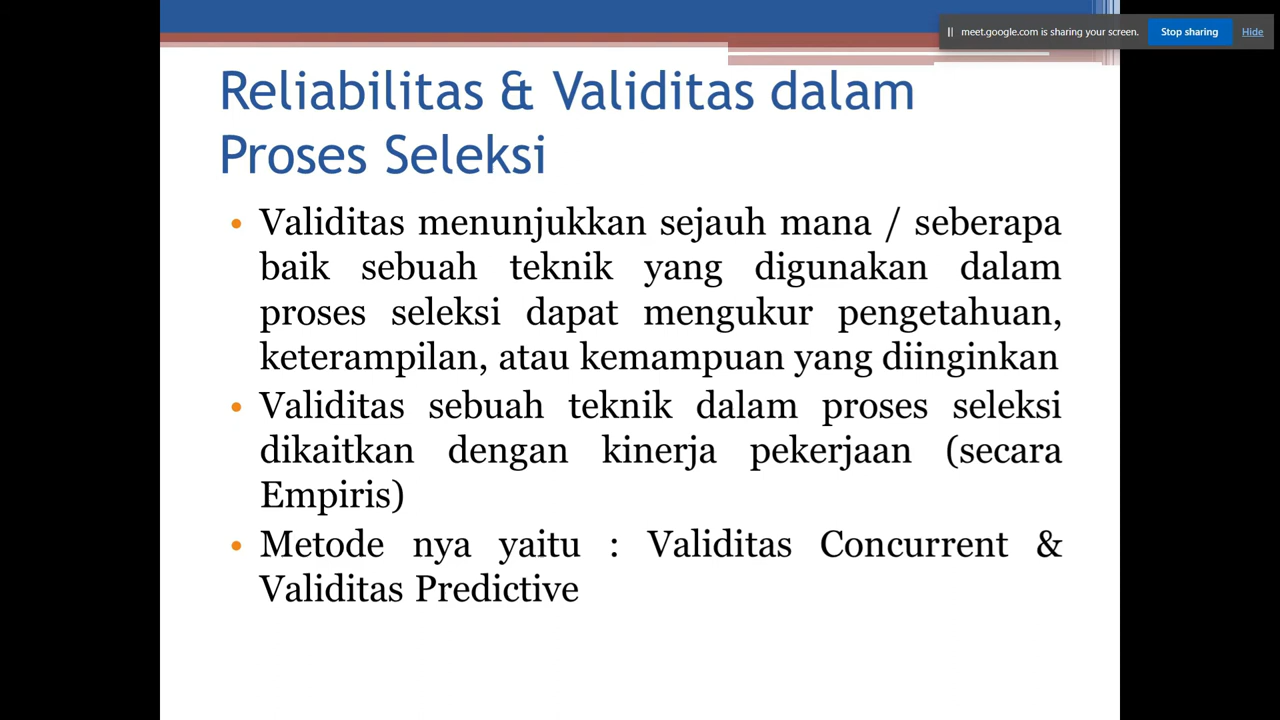 meet.google.com is sharing your screen.
Stop sharing
Hide
Reliabilitas & Validitas dalam
Proses Seleksi
• Validitas menunjukkan sejauh mana / seberapa
baik sebuah teknik yang digunakan dalam
proses seleksi dapat mengukur pengetahuan,
keterampilan, atau kemampuan yang diinginkan
• Validitas sebuah teknik dalam proses seleksi
dikaitkan dengan kinerja pekerjaan (secara
Empiris)
• Metode nya yaitu : Validitas Concurrent &
Validitas Predictive